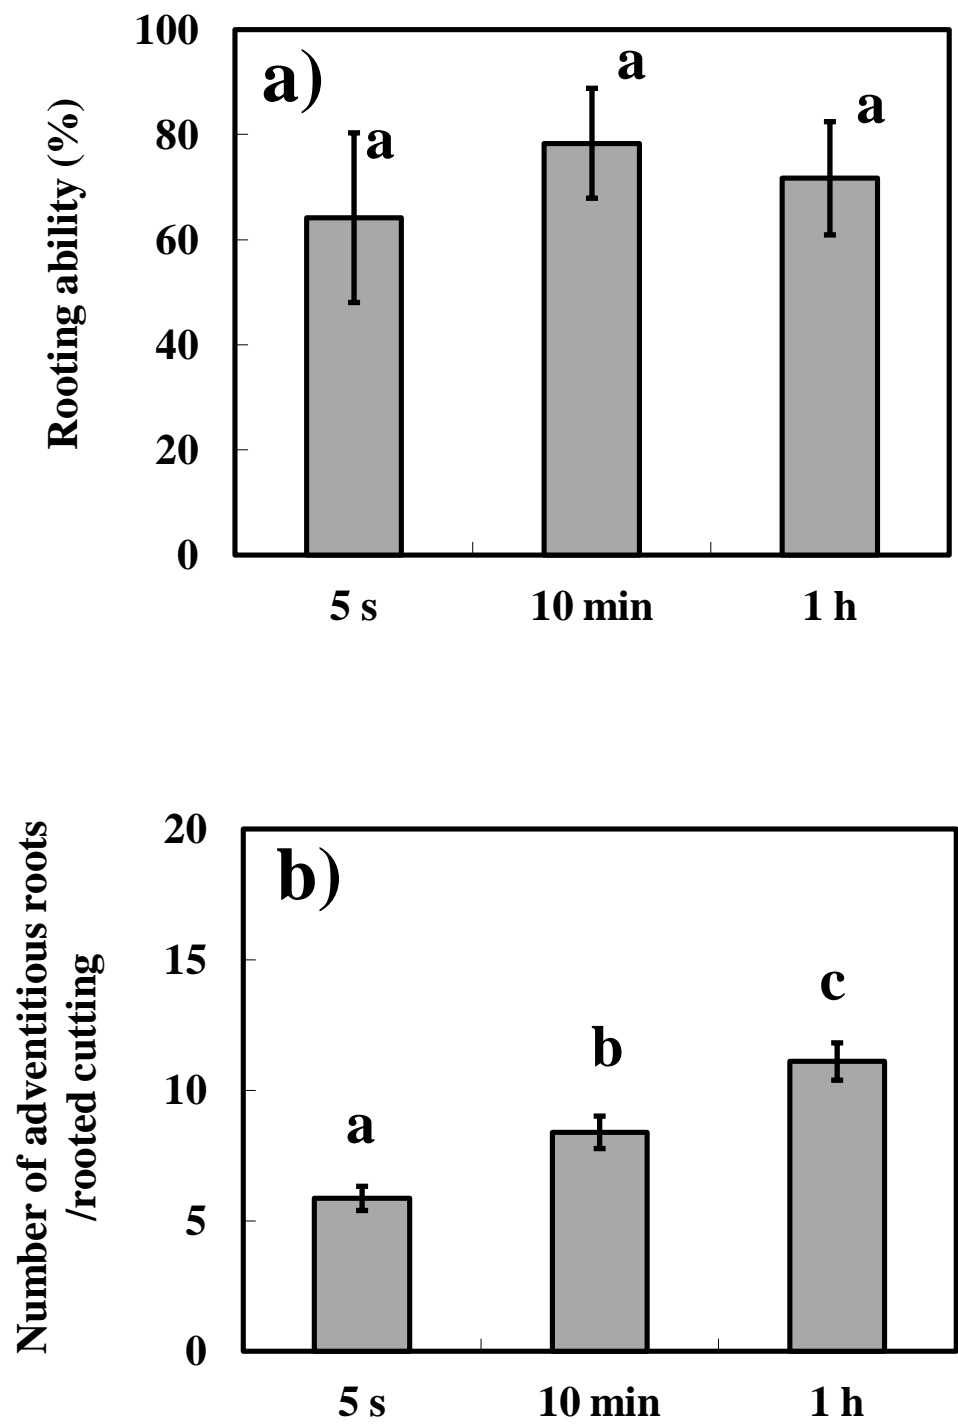 100
80
60
40
20
0
Rooting ability (%)
a)
a
a
a
5 s
10 min
1 h
20
15
10
5
0
Number of adventitious roots
/rooted cutting
b)
a
b
c
5 s
10 min
1 h